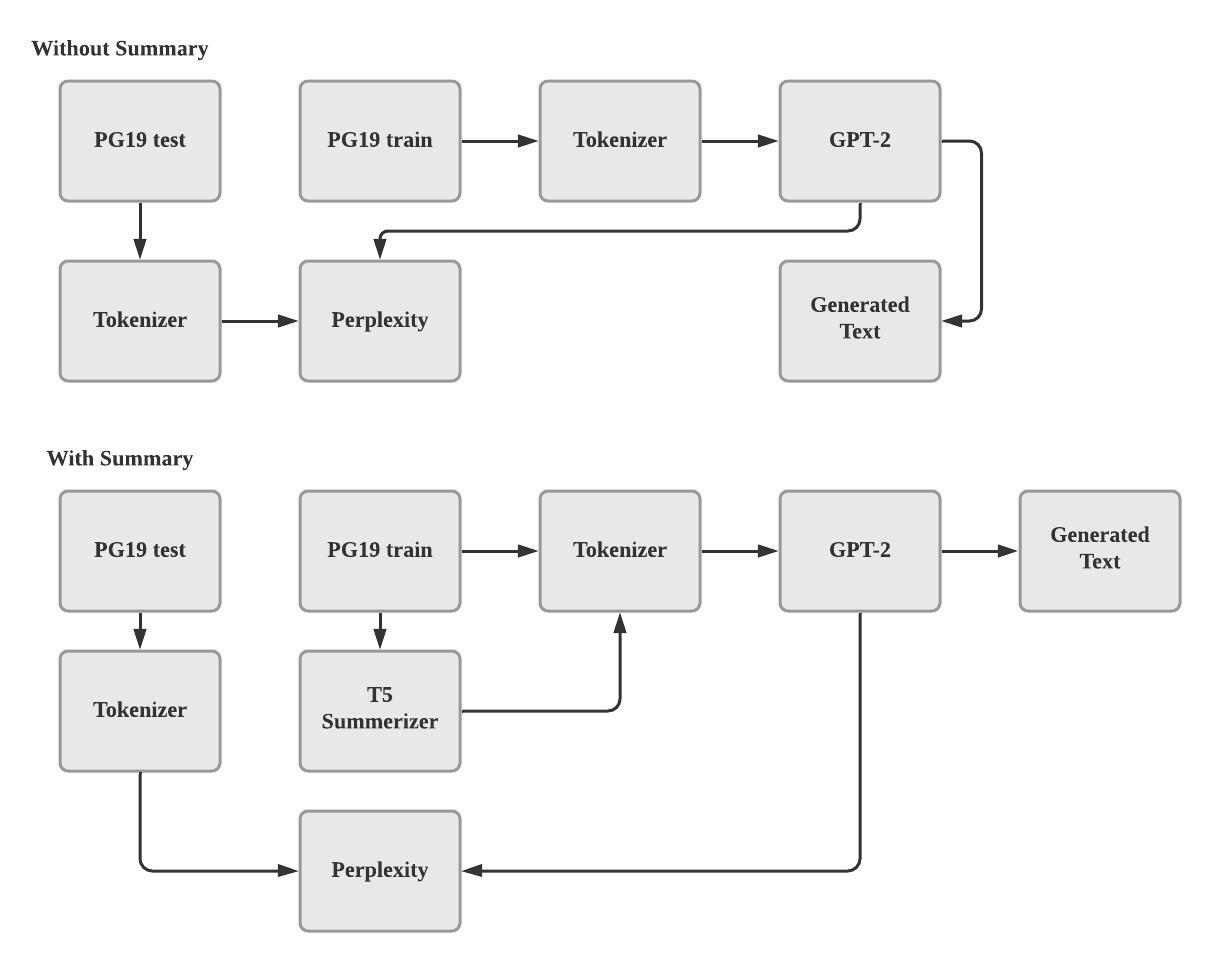 Without Summary
PG19 test
PG19 train
Tokenizer
GPT-2
Tokenizer
Perplexity
Generated
Text
With Summary
PG19 test
PG19 train
Tokenizer
GPT-2
Generated
Text
Tokenizer
T5
Summerizer
Perplexity